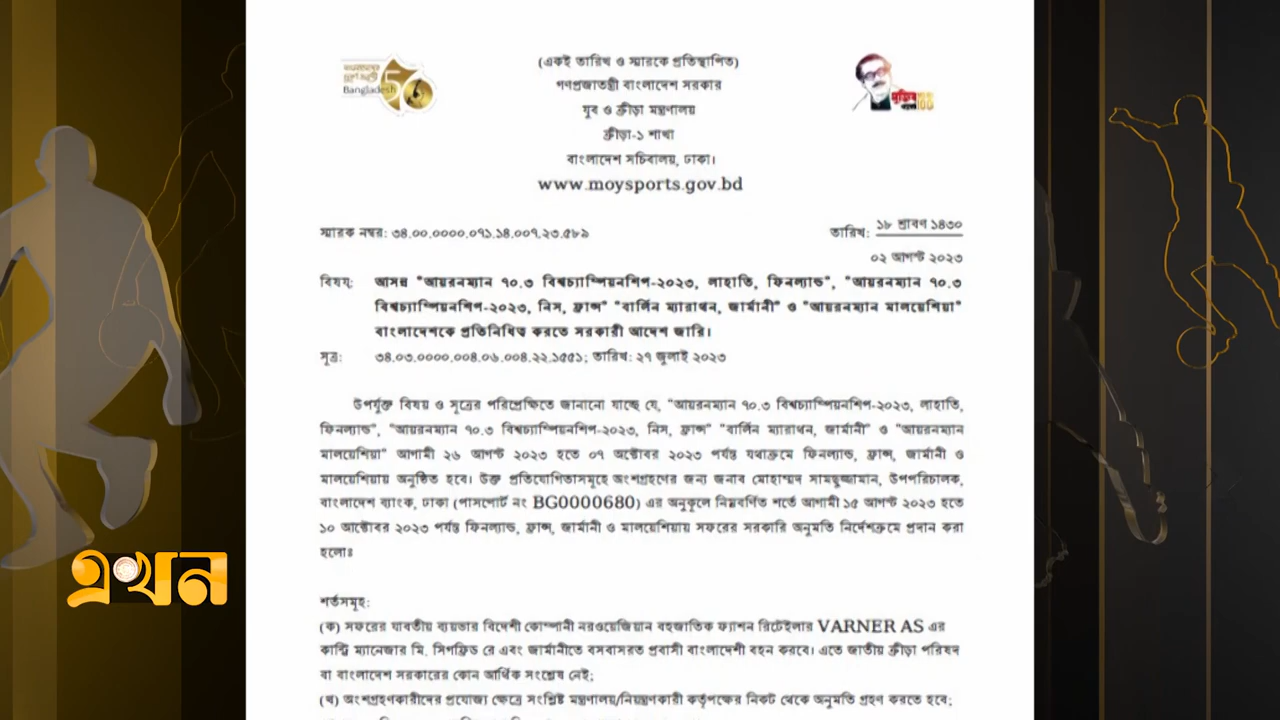 (একই তারিখ ও স্মারকে প্রতিস্থাপিত)
গণপ্রজাতন্ত্রী বাংলাদেশ সরকার
যুব ও ক্রীড়া মন্ত্রণালয়
ক্রীড়া-১ শাখা
বাংলাদেশ সচিবালয়, ঢাকা।
www.moysports.gov.bd
Bangladesh 50
স্মারক নম্বর: ৩৪.০০.০০০০.০৭১.১৪.০০৭.২৩.৫৮৯
তারিখ: ১৮ শ্রাবণ ১৪৩০
০২ আগস্ট ২০২৩
বিষয়: আসন্ন "আয়রনম্যান ৭০.৩ বিশ্বচ্যাম্পিয়নশিপ-২০২৩, লাহাতি, ফিনল্যান্ড", "আয়রনম্যান ৭০.৩
বিশ্বচ্যাম্পিয়নশিপ-২০২৩, নিস, ফ্রান্স" "বার্লিন ম্যারাথন, জার্মানী" ও "আয়রনম্যান মালয়েশিয়া"
বাংলাদেশকে প্রতিনিধিত্ব করতে সরকারী আদেশ জারি।
সূত্র: ৩৪.০৩.০০০০.০০৪.০৬.০০৪.২২.১৫৫১; তারিখ: ২৭ জুলাই ২০২৩
উপর্যুক্ত বিষয় ও সূত্রের পরিপ্রেক্ষিতে জানানো যাচ্ছে যে, "আয়রনম্যান ৭০.৩ বিশ্বচ্যাম্পিয়নশিপ-২০২৩, লাহাতি,
ফিনল্যান্ড", "আয়রনম্যান ৭০.৩ বিশ্বচ্যাম্পিয়নশিপ-২০২৩, নিস, ফ্রান্স" "বার্লিন ম্যারাথন, জার্মানী" ও "আয়রনম্যান
মালয়েশিয়া" আগামী ২৬ আগস্ট ২০২৩ হতে ০৭ অক্টোবর ২০২৩ পর্যন্ত যথাক্রমে ফিনল্যান্ড, ফ্রান্স, জার্মানী ও
মালয়েশিয়ায় অনুষ্ঠিত হবে। উক্ত প্রতিযোগিতাসমূহে অংশগ্রহণের জন্য জনাব মোহাম্মদ সামছুজ্জামান, উপপরিচালক,
বাংলাদেশ ব্যাংক, ঢাকা (পাসপোর্ট নং BG0000680) এর অনুকূলে নিম্নবর্ণিত শর্তে আগামী ১৫ আগস্ট ২০২৩ হতে
১০ অক্টোবর ২০২৩ পর্যন্ত ফিনল্যান্ড, ফ্রান্স, জার্মানী ও মালয়েশিয়ায় সফরের সরকারি অনুমতি নির্দেশক্রমে প্রদান করা
হলোঃ
শর্তসমূহ:
(ক) সফরের যাবতীয় ব্যয়ভার বিদেশী কোম্পানী নরওয়েজিয়ান বহুজাতিক ফ্যাশন রিটেইলার VARNER AS এর
কান্ট্রি ম্যানেজার মি. সিগফ্রিড রে এবং জার্মানীতে বসবাসরত প্রবাসী বাংলাদেশী বহন করবে। এতে জাতীয় ক্রীড়া পরিষদ
বা বাংলাদেশ সরকারের কোন আর্থিক সংশ্লেষ নেই;
(খ) অংশগ্রহণকারীদের প্রযোজ্য ক্ষেত্রে সংশ্লিষ্ট মন্ত্রণালয়/নিয়ন্ত্রণকারী কর্তৃপক্ষের নিকট থেকে অনুমতি গ্রহণ করতে হবে;
এখন